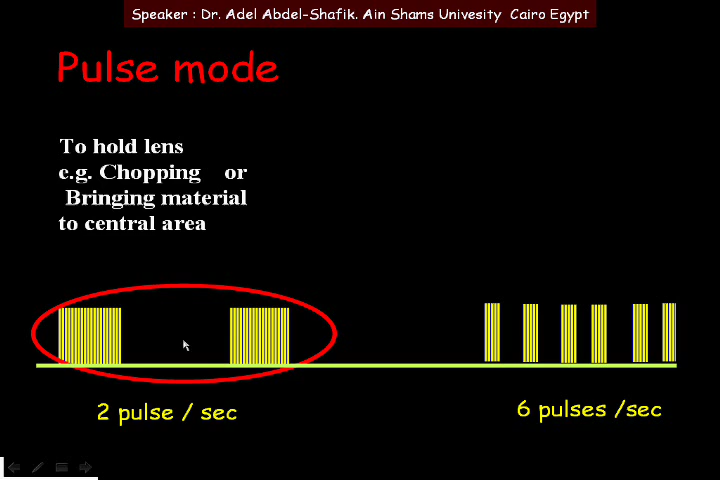 Speaker : Dr. Adel Abdel-Shafik. Ain Shams Univesity Cairo Egypt
Pulse mode
To hold lens
e.g. Chopping or
Bringing material
to central area
2 pulse / sec
6 pulses /sec